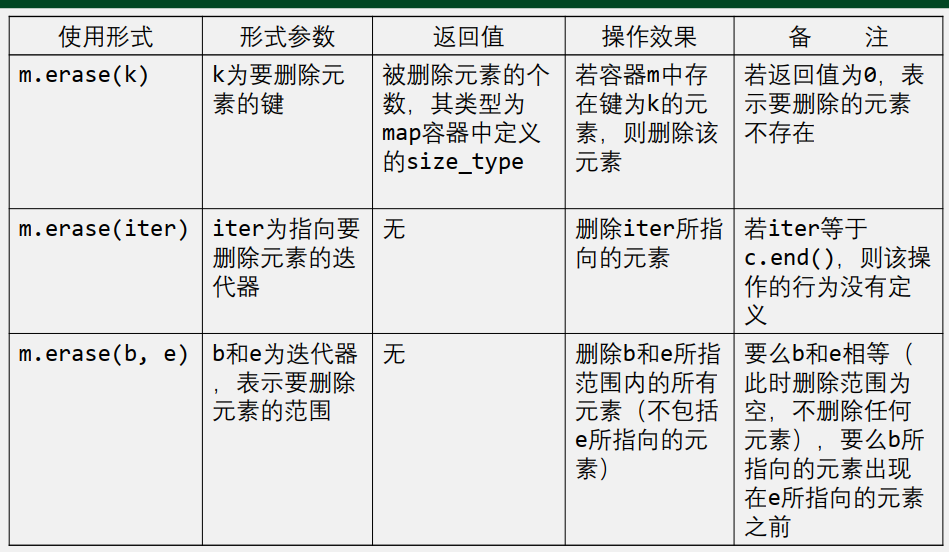 使用形式 形式参数 返回值 操作效果 备 注
m.erase(k)
k为要删除元
素的键
被删除元素的个
数，其类型为
map容器中定义
的size_type
若容器m中存
在键为k的元
素，则删除该
元素
若返回值为0，表
示要删除的元素
不存在
m.erase(iter)
iter为指向要
删除元素的迭
代器
无
删除iter所指
向的元素
若iter等于
c.end()，则该操
作的行为没有定
义
m.erase(b, e)
b和e为迭代器
，表示要删除
元素的范围
无
删除b和e所指
范围内的所有
元素（不包括
e所指向的元
素）
要么b和e相等（
此时删除范围为
空，不删除任何
元素），要么b所
指向的元素出现
在e所指向的元素
之前